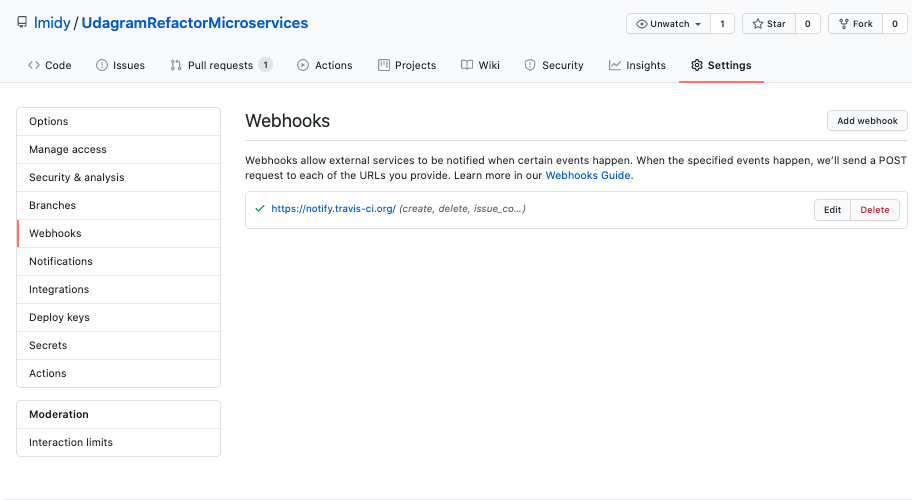 lmidy / UdagramRefactorMicroservices
Unwatch 1 Star 0 Fork 0
Code Issues Pull requests 1 Actions Projects Wiki Security Insights Settings
Options
Manage access
Security & analysis
Branches
Webhooks
Notifications
Integrations
Deploy keys
Secrets
Actions
Moderation
Interaction limits
Webhooks
Add webhook
Webhooks allow external services to be notified when certain events happen. When the specified events happen, we'll send a POST
request to each of the URLs you provide. Learn more in our Webhooks Guide.
https://notify.travis-ci.org/ (create, delete, issue_co...)
Edit Delete